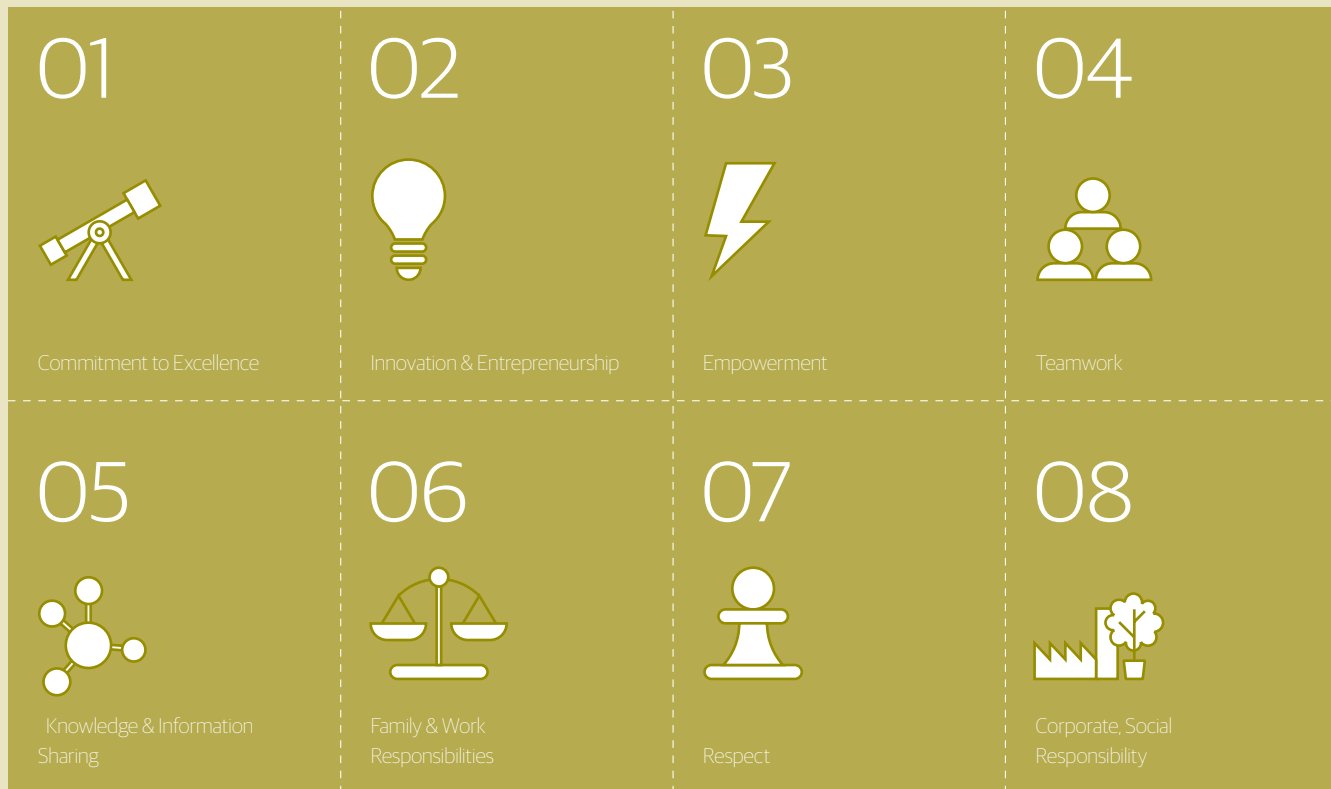 01
02
03
04
Commitment to Excellence
Innovation & Entrepreneurship
Empowerment
Teamwork
05
06
07
08
Knowledge & Information
Sharing
Family & Work
Responsibilities
Respect
Corporate, Social
Responsibility